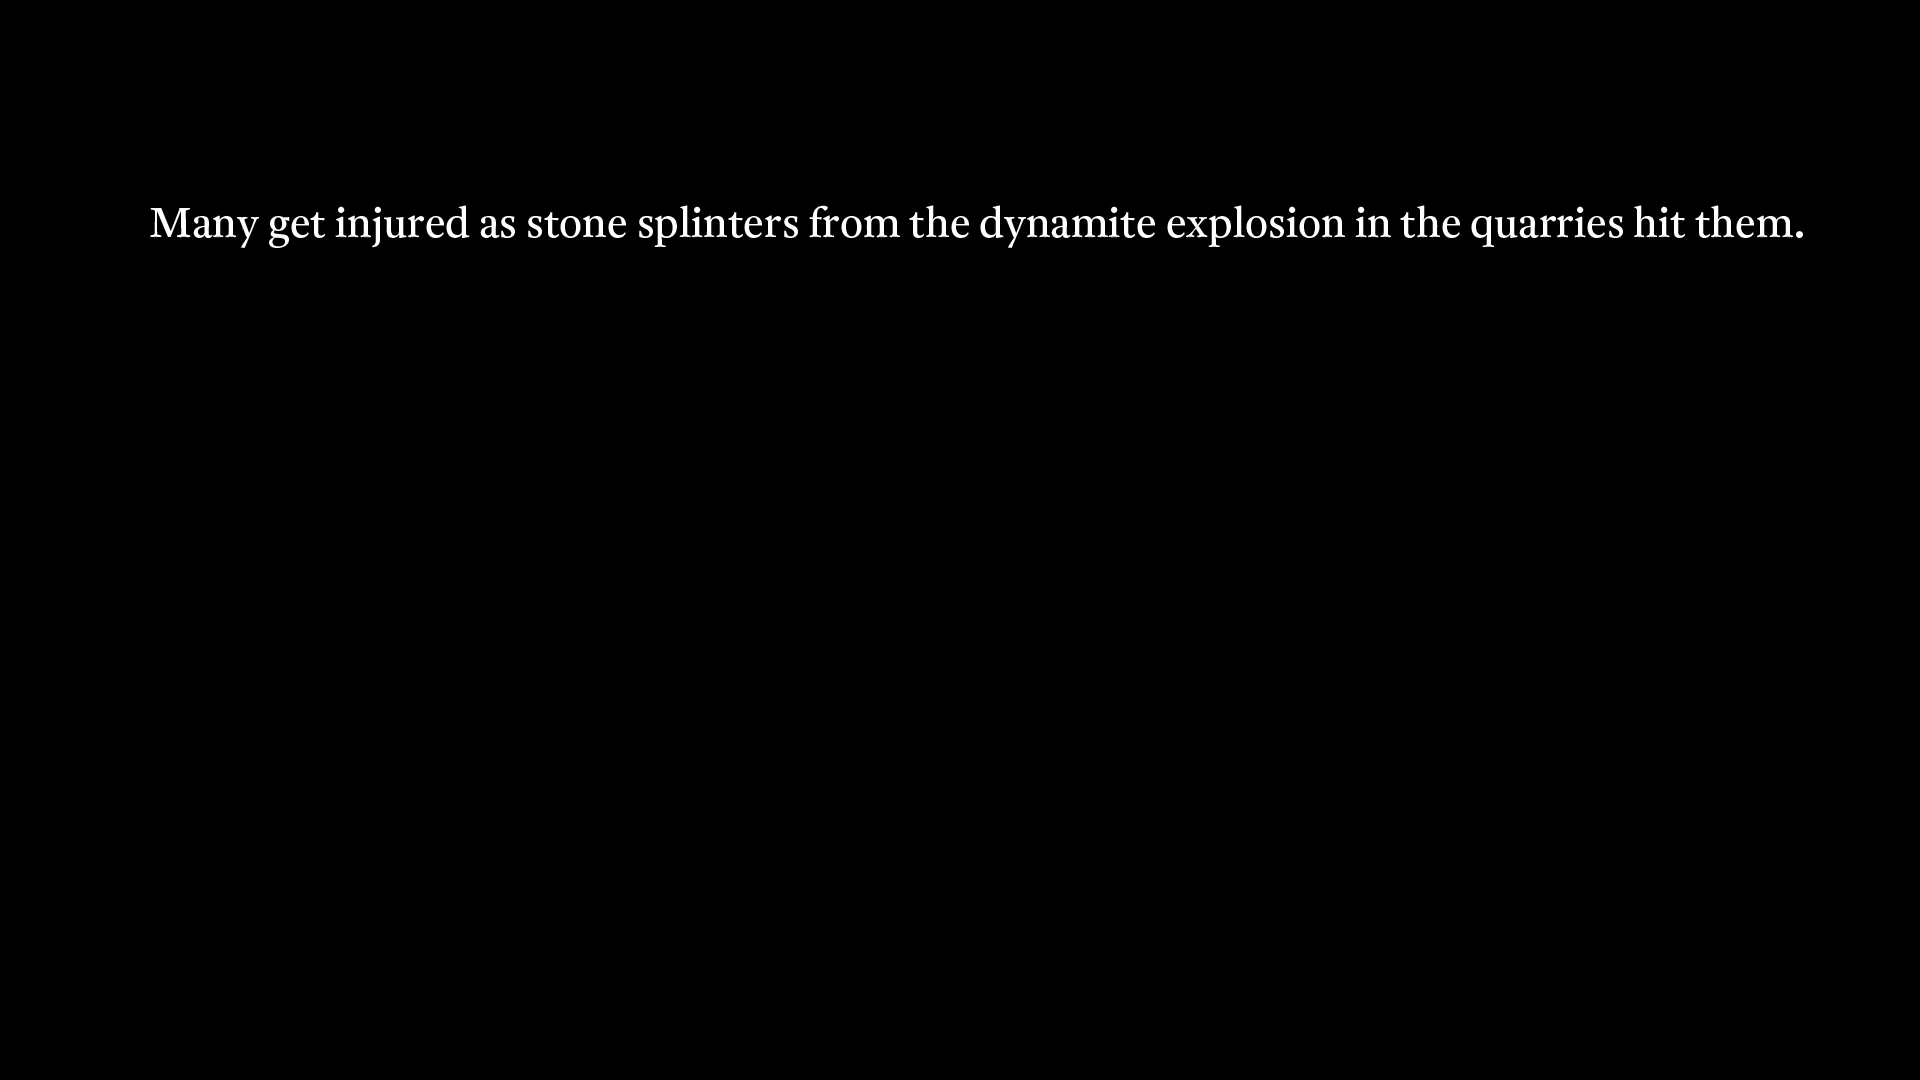 Many get injured as stone splinters from the dynamite explosion in the quarries hit them.